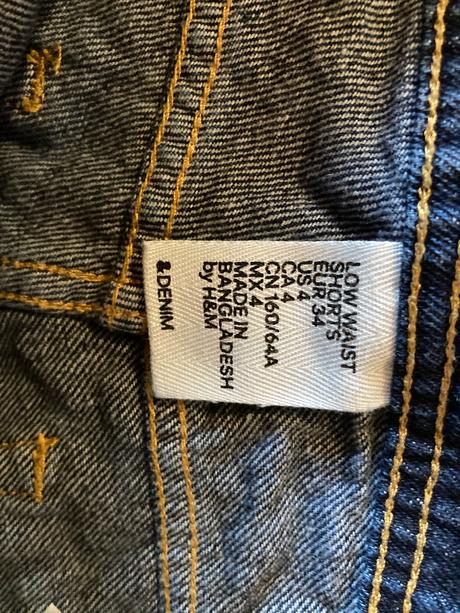 LOW WAIST
SHORTS
EUR 34
US 4
CA 4
CN 160/64A
MX 4
MADE IN
BANGLADESH
by H&M
&DENIM